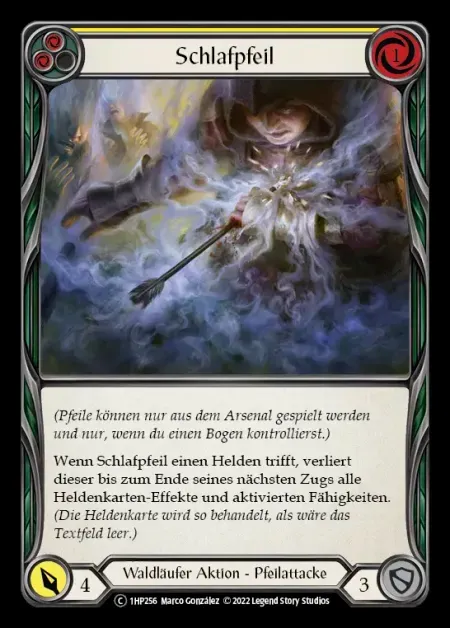 Schlafpfeil
1
(Pfeile können nur aus dem Arsenal gespielt werden
und nur, wenn du einen Bogen kontrollierst.)
Wenn Schlafpfeil einen Helden trifft, verliert
dieser bis zum Ende seines nächsten Zugs alle
Heldenkarten-Effekte und aktivierten Fähigkeiten.
(Die Heldenkarte wird so behandelt, als wäre das
Textfeld leer.)
4
Waldläufer Aktion - Pfeilattacke
3
C 1HP256 Marco González © 2022 Legend Story Studios